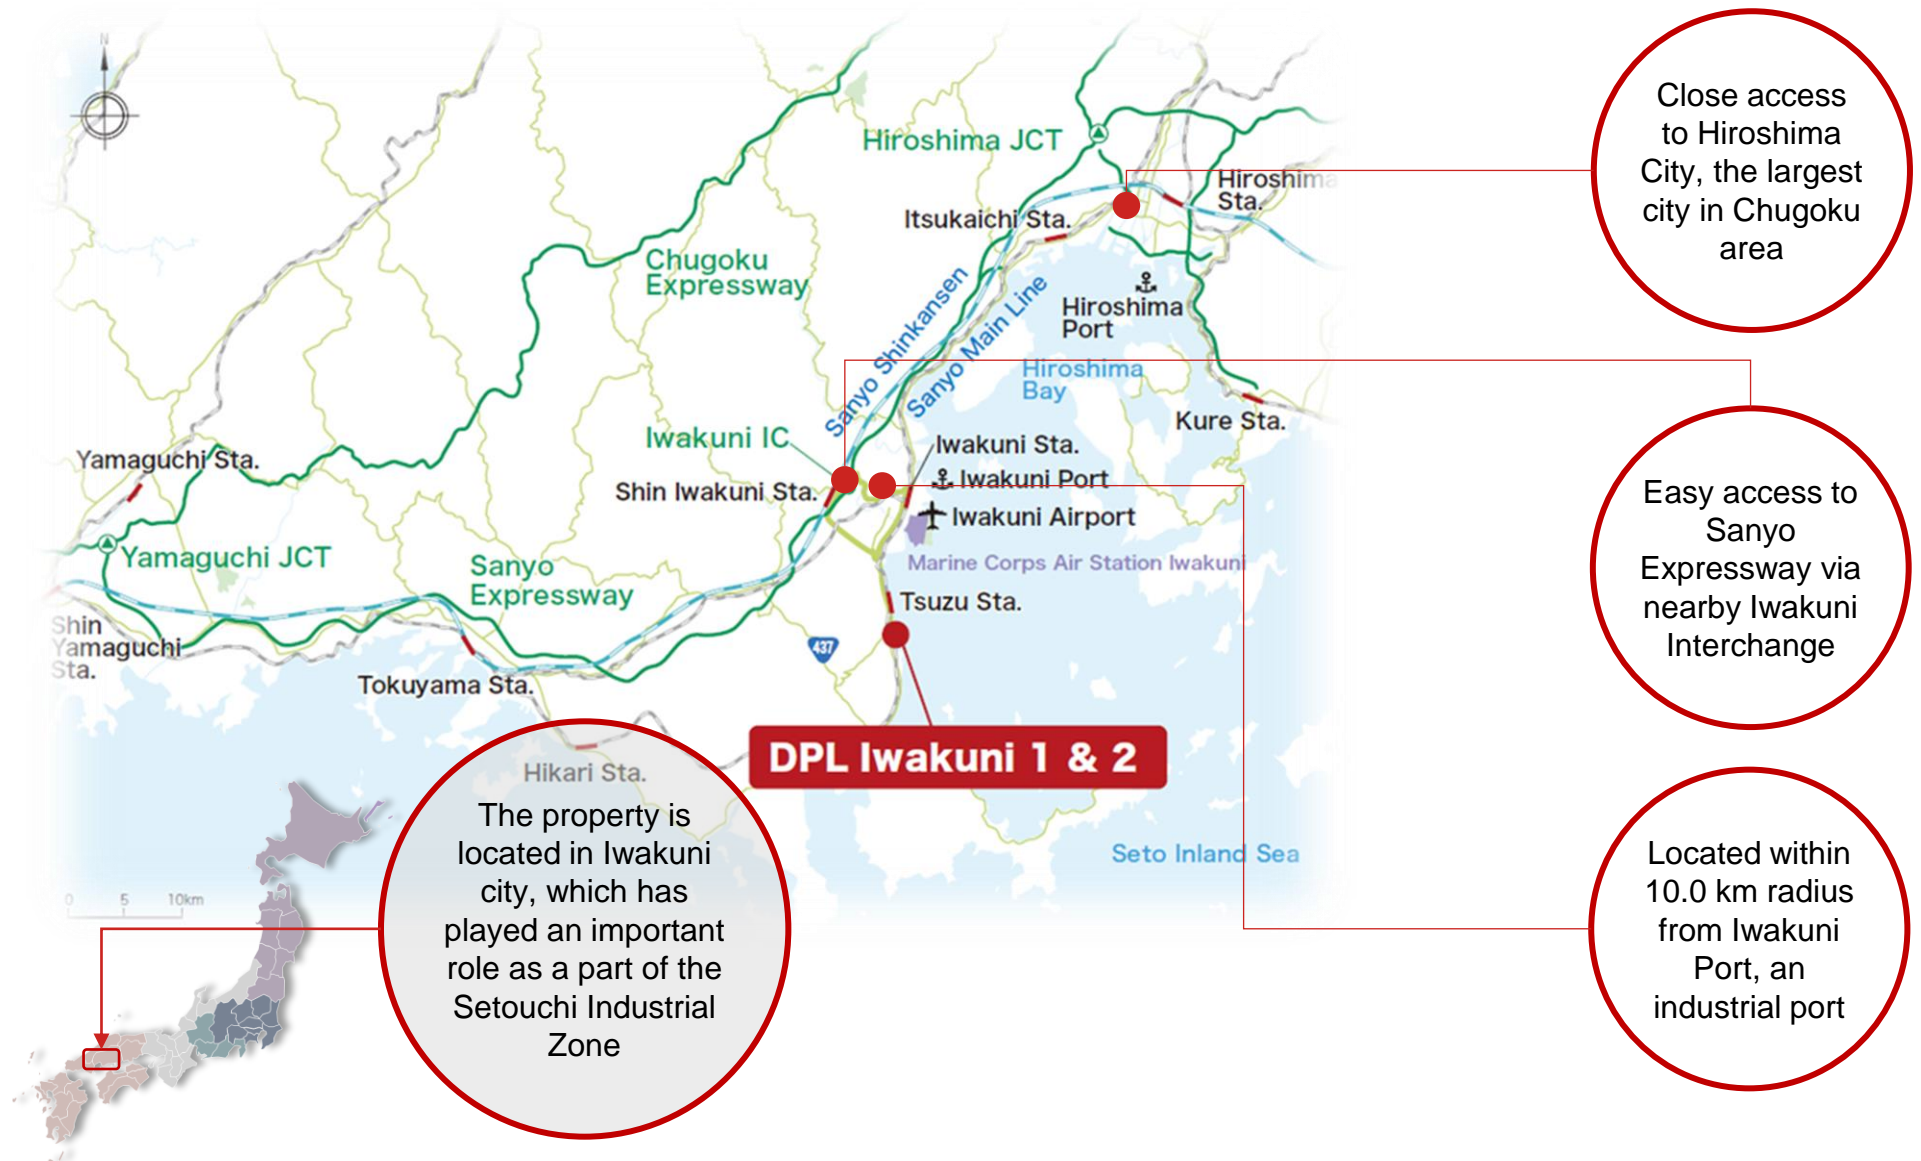 N
Hiroshima JCT
Hiroshima
Sta.
Itsukaichi Sta.
Chugoku
Expressway
Sanyo Shinkansen
Sanyo Main Line
Hiroshima
Port
Hiroshima
Bay
Kure Sta.
Iwakuni IC
Iwakuni Sta.
Yamaguchi Sta.
Shin Iwakuni Sta.
Iwakuni Port
Iwakuni Airport
Marine Corps Air Station Iwakuni
Yamaguchi JCT
Sanyo
Expressway
Tsuzu Sta.
Shin
Yamaguchi
Sta.
437
Tokuyama Sta.
DPL Iwakuni 1 & 2
Hikari Sta.
Seto Inland Sea
0 5 10km
Close access
to Hiroshima
City, the largest
city in Chugoku
area
Easy access to
Sanyo
Expressway via
nearby Iwakuni
Interchange
Located within
10.0 km radius
from Iwakuni
Port, an
industrial port
The property is
located in Iwakuni
city, which has
played an important
role as a part of the
Setouchi Industrial
Zone